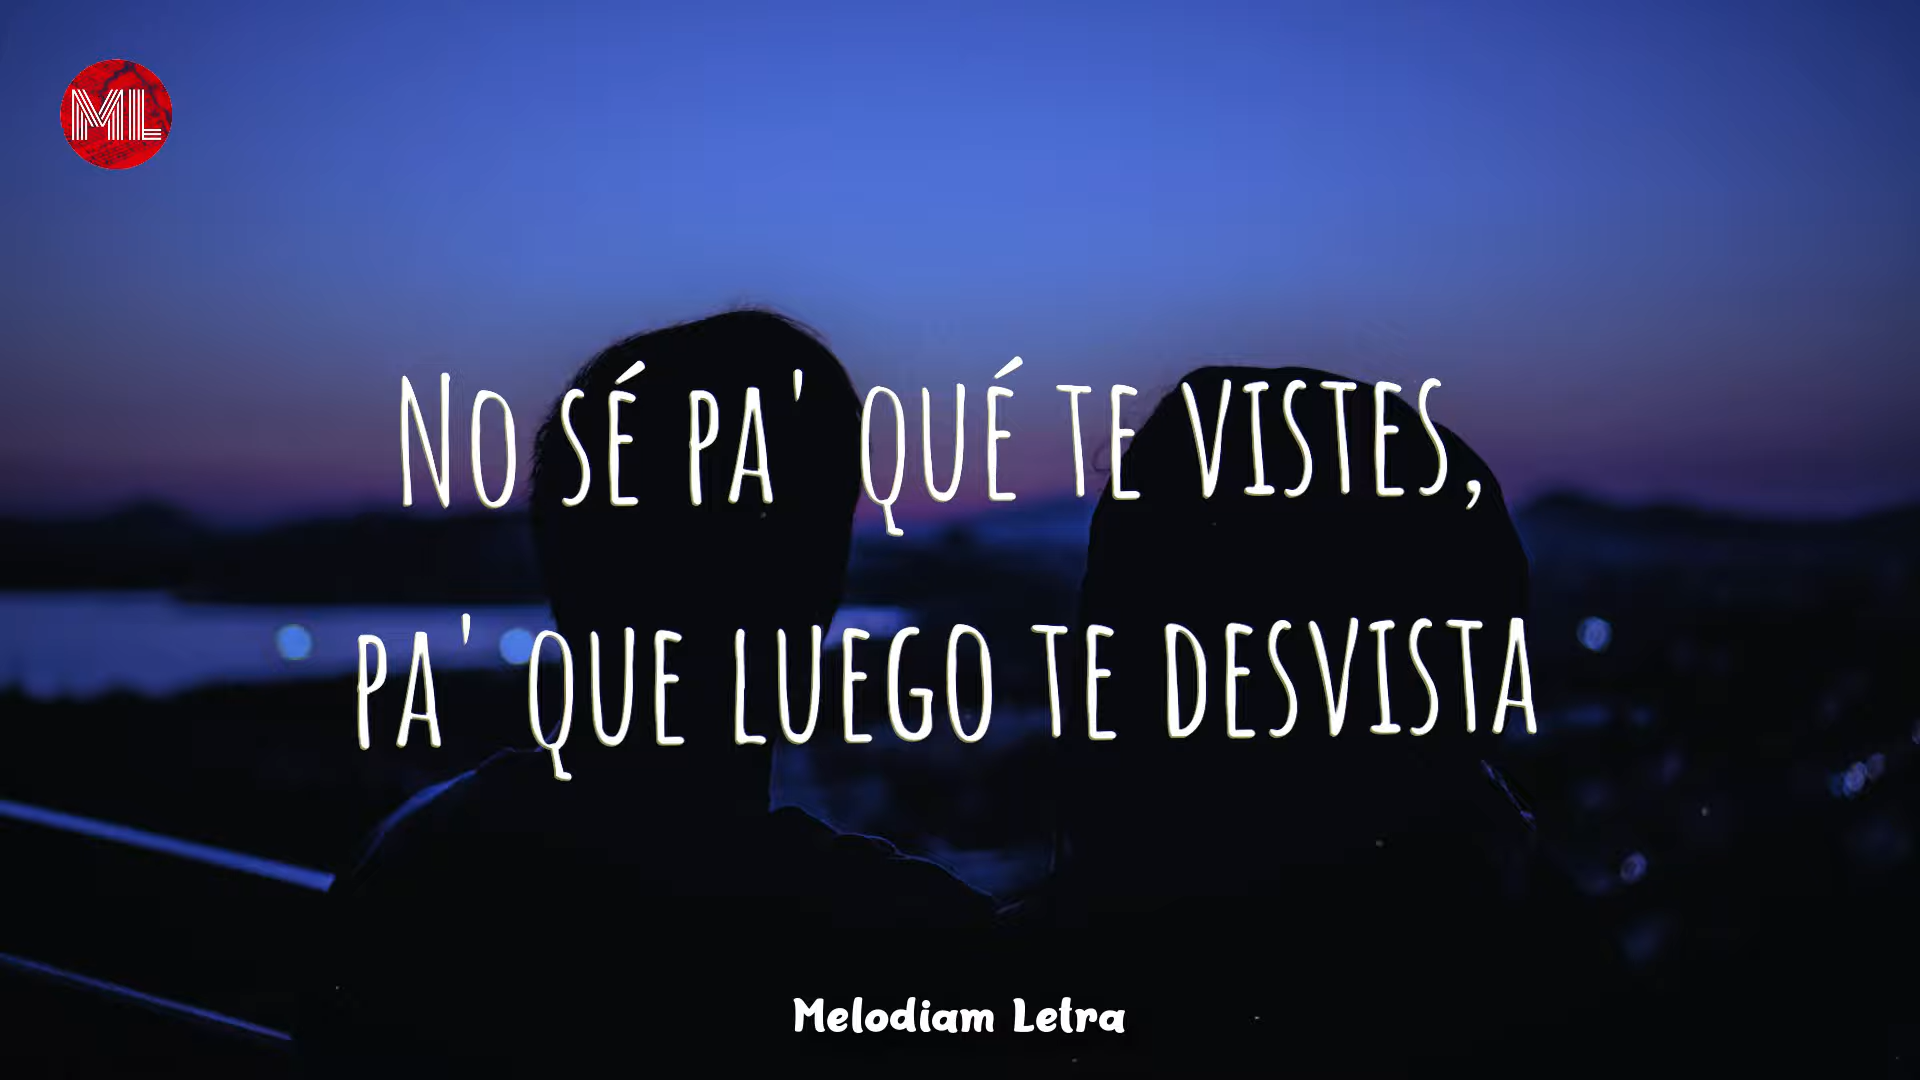 ML
No sé pa' qué te vistes,
pa' que luego te desvista
Melodiam Letra